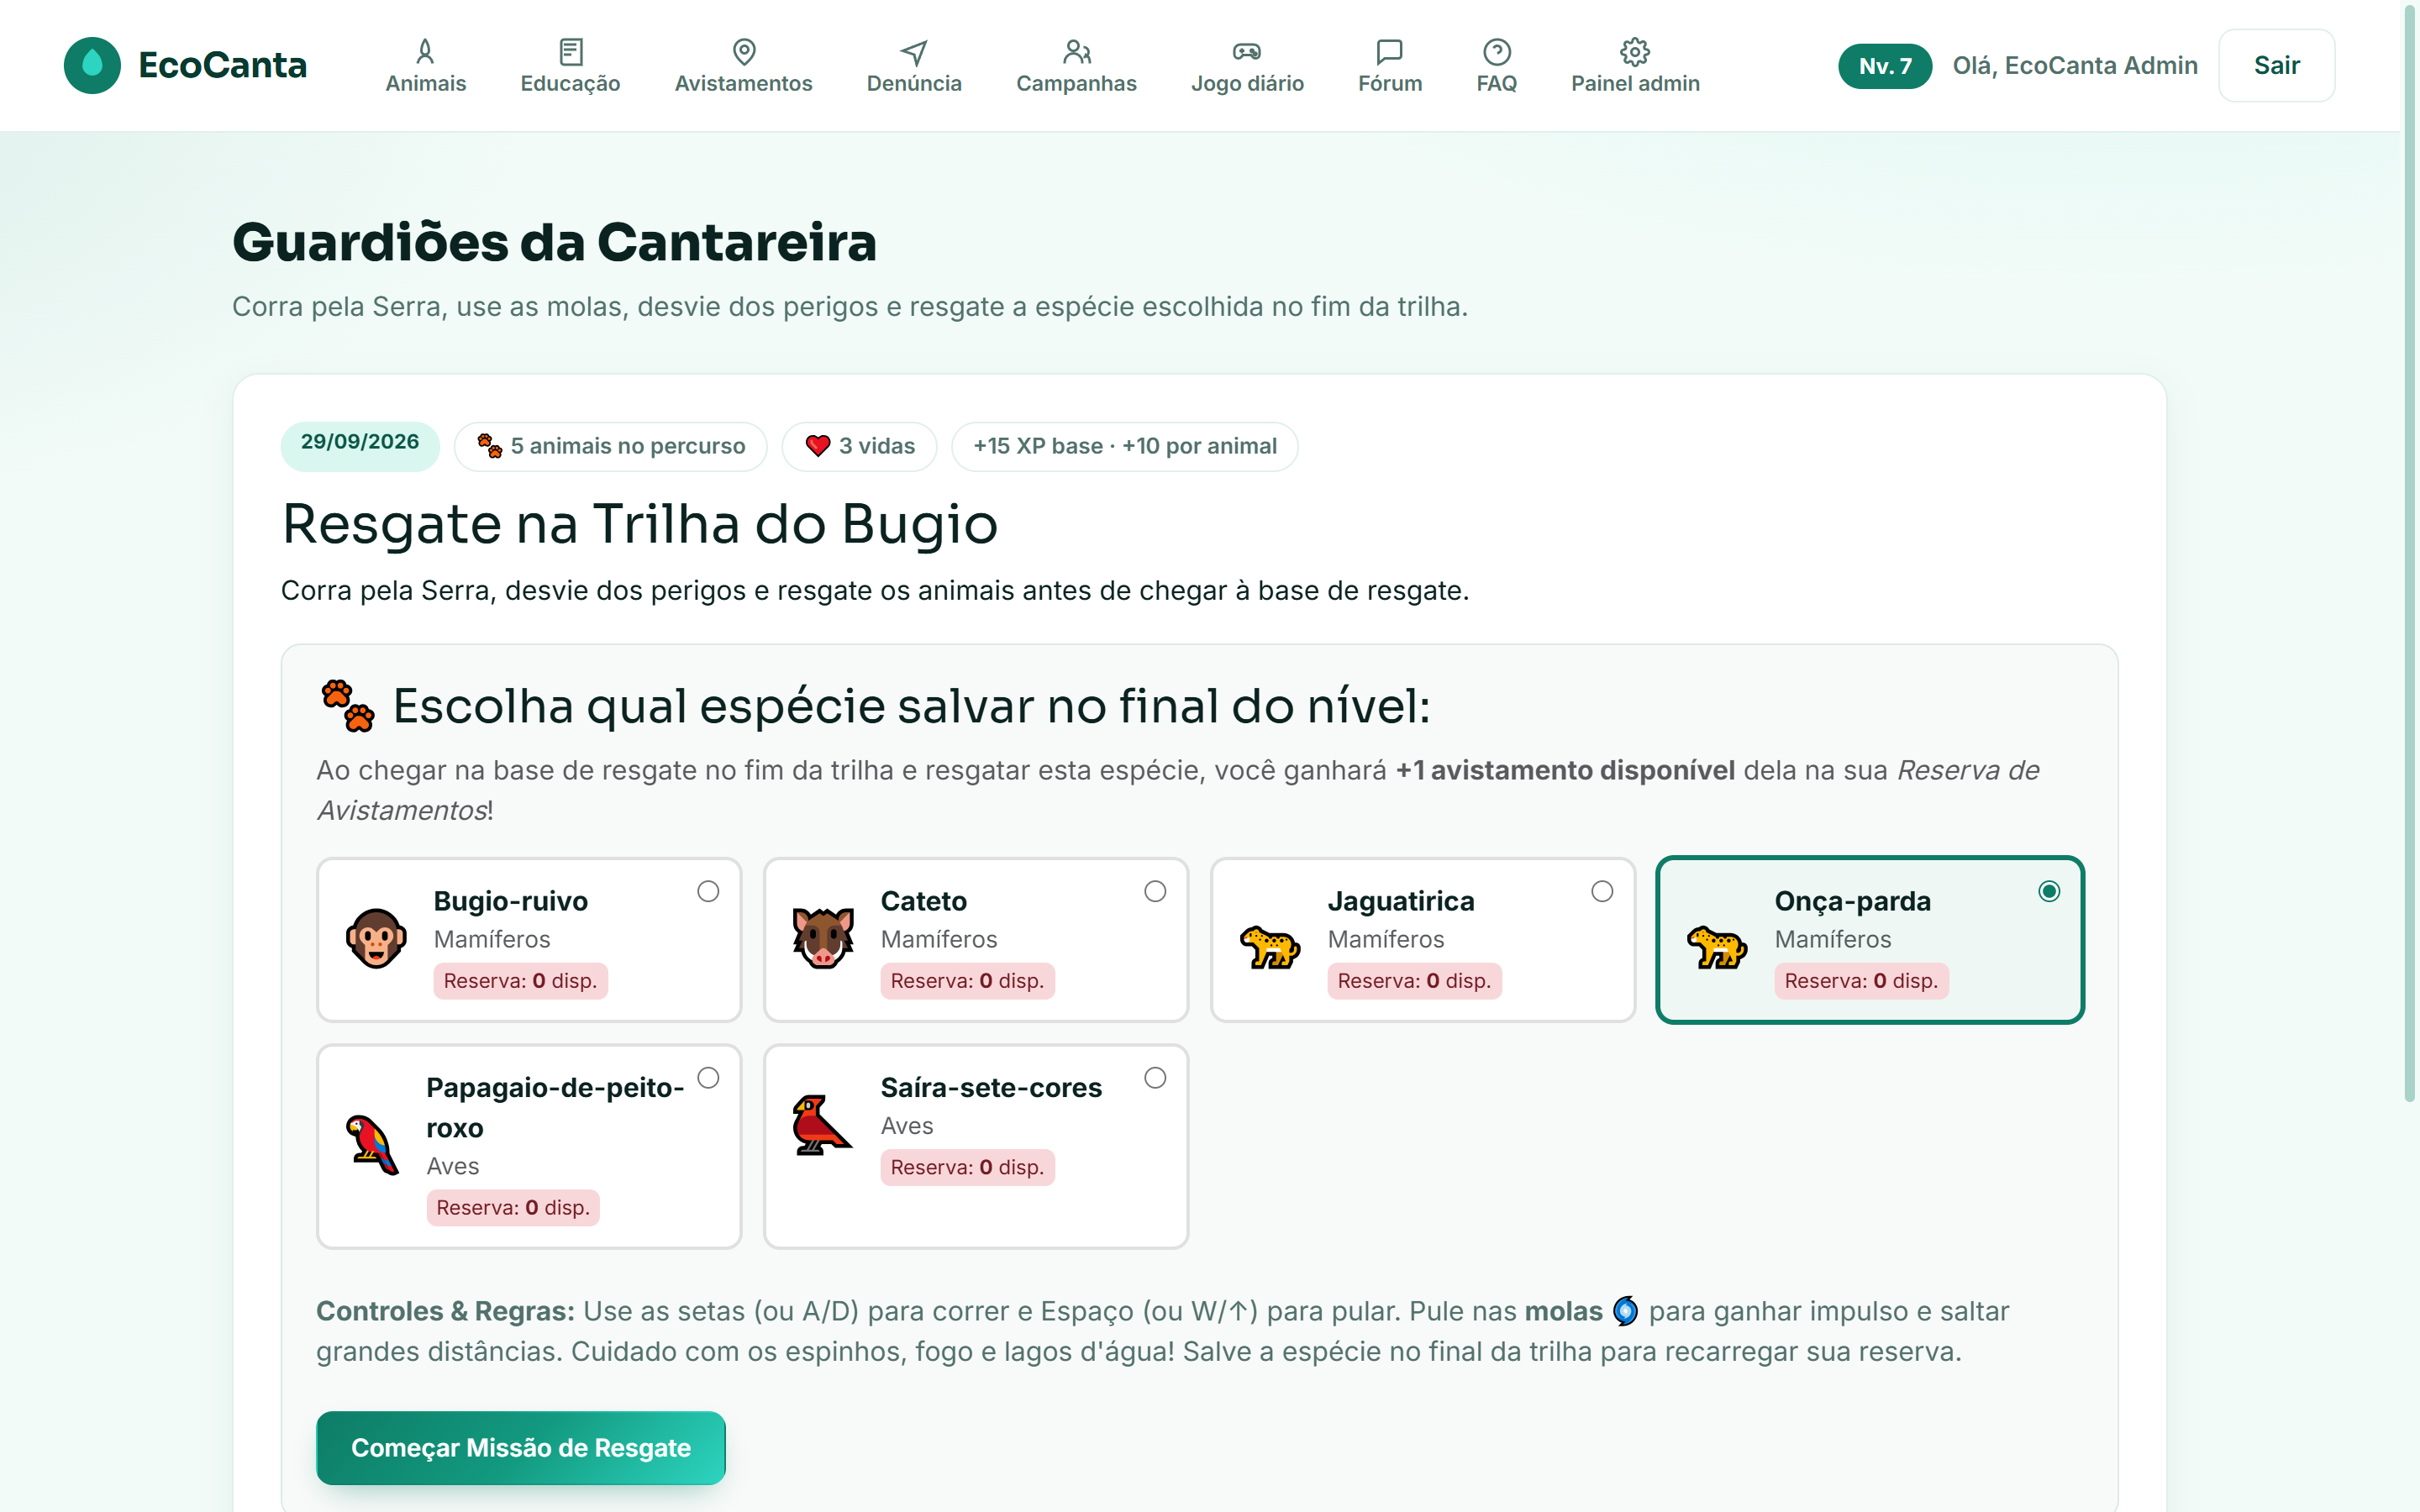 EcoCanta
Animais
Educação
Avistamentos
Denúncia
Campanhas
Jogo diário
Fórum
FAQ
Painel admin
Nv. 7
Olá, EcoCanta Admin
Sair
Guardiões da Cantareira
Corra pela Serra, use as molas, desvie dos perigos e resgate a espécie escolhida no fim da trilha.
29/09/2026
🐾 5 animais no percurso
❤️ 3 vidas
+15 XP base · +10 por animal
Resgate na Trilha do Bugio
Corra pela Serra, desvie dos perigos e resgate os animais antes de chegar à base de resgate.
🐾 Escolha qual espécie salvar no final do nível:
Ao chegar na base de resgate no fim da trilha e resgatar esta espécie, você ganhará +1 avistamento disponível dela na sua Reserva de
Avistamentos!
Bugio-ruivo
Mamíferos
Reserva: 0 disp.
Cateto
Mamíferos
Reserva: 0 disp.
Jaguatirica
Mamíferos
Reserva: 0 disp.
Onça-parda
Mamíferos
Reserva: 0 disp.
Papagaio-de-peito-
roxo
Aves
Reserva: 0 disp.
Saíra-sete-cores
Aves
Reserva: 0 disp.
Controles & Regras: Use as setas (ou A/D) para correr e Espaço (ou W/↑) para pular. Pule nas molas 🌀 para ganhar impulso e saltar
grandes distâncias. Cuidado com os espinhos, fogo e lagos d'água! Salve a espécie no final da trilha para recarregar sua reserva.
Começar Missão de Resgate